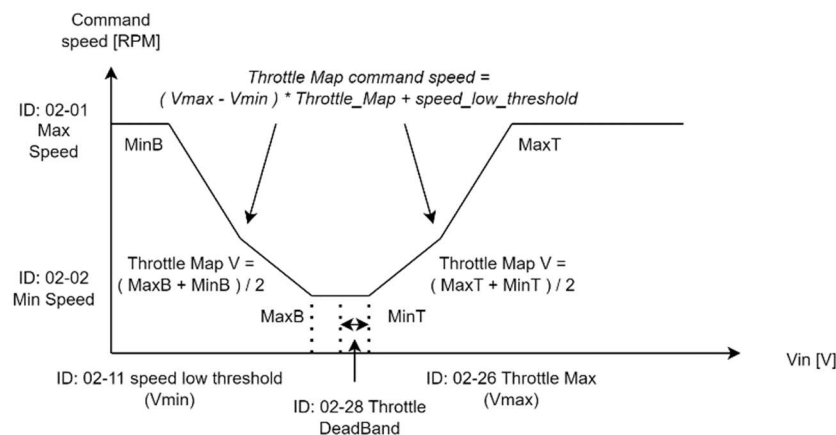 Command
speed [RPM]
Throttle Map command speed =
( Vmax - Vmin ) * Throttle_Map + speed_low_threshold
ID: 02-01
Max
Speed
MinB
MaxT
Throttle Map V =
( MaxB + MinB ) / 2
Throttle Map V =
( MaxT + MinT ) / 2
ID: 02-02
Min Speed
MaxB
MinT
Vin [V]
ID: 02-11 speed low threshold
(Vmin)
ID: 02-26 Throttle Max
(Vmax)
ID: 02-28 Throttle
DeadBand